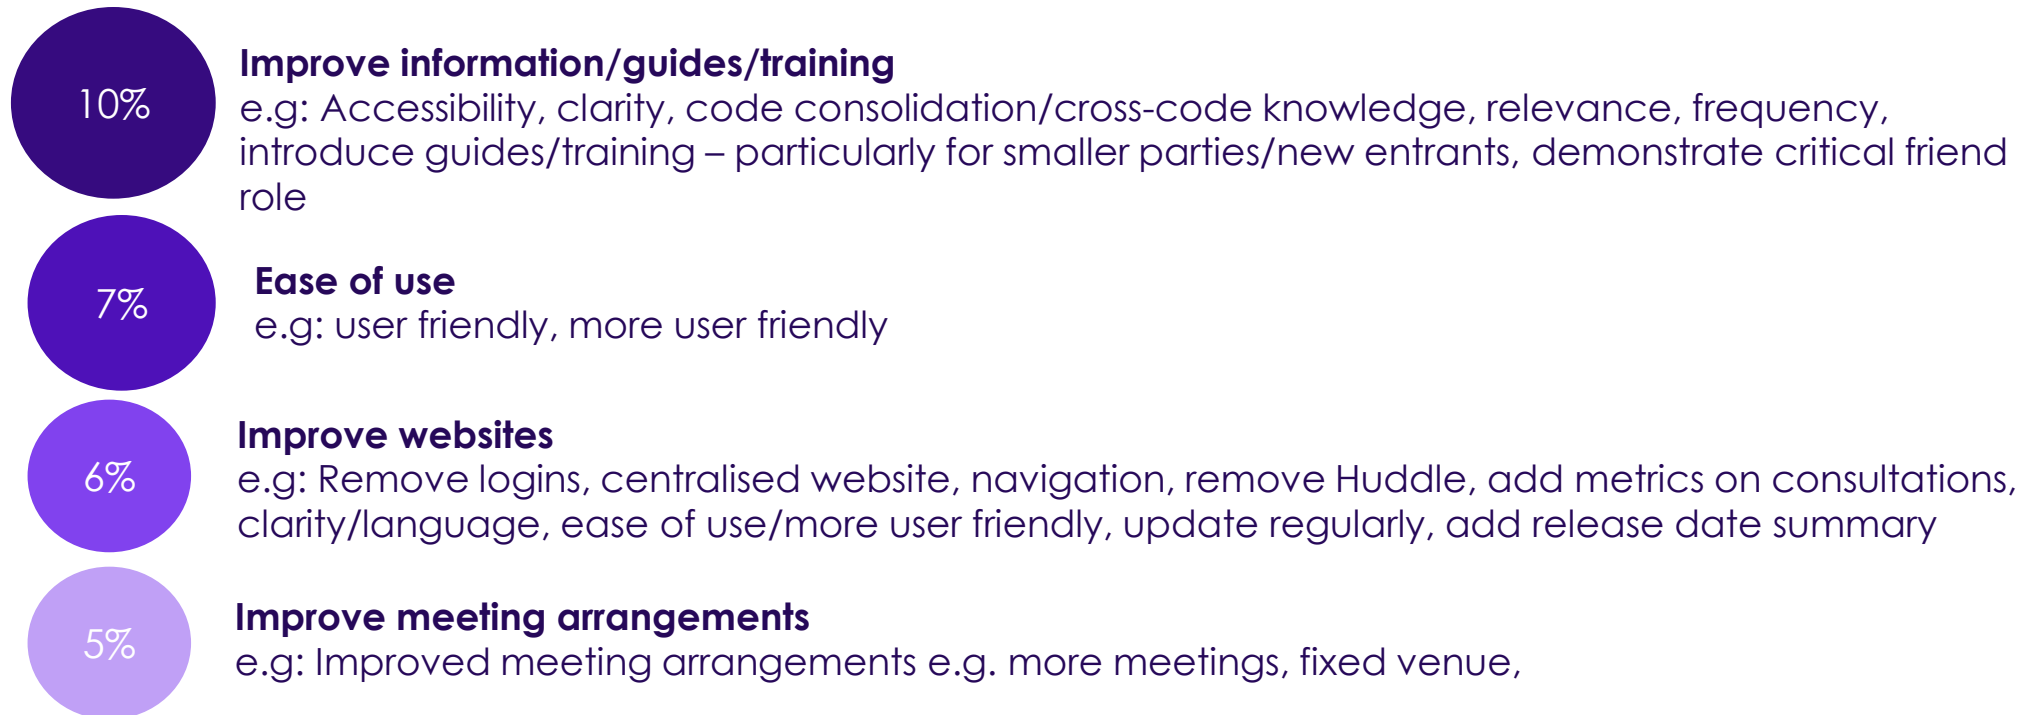 10%
Improve information/guides/training
e.g: Accessibility, clarity, code consolidation/cross-code knowledge, relevance, frequency,
introduce guides/training – particularly for smaller parties/new entrants, demonstrate critical friend
role
7%
Ease of use
e.g: user friendly, more user friendly
6%
Improve websites
e.g: Remove logins, centralised website, navigation, remove Huddle, add metrics on consultations,
clarity/language, ease of use/more user friendly, update regularly, add release date summary
5%
Improve meeting arrangements
e.g: Improved meeting arrangements e.g. more meetings, fixed venue,